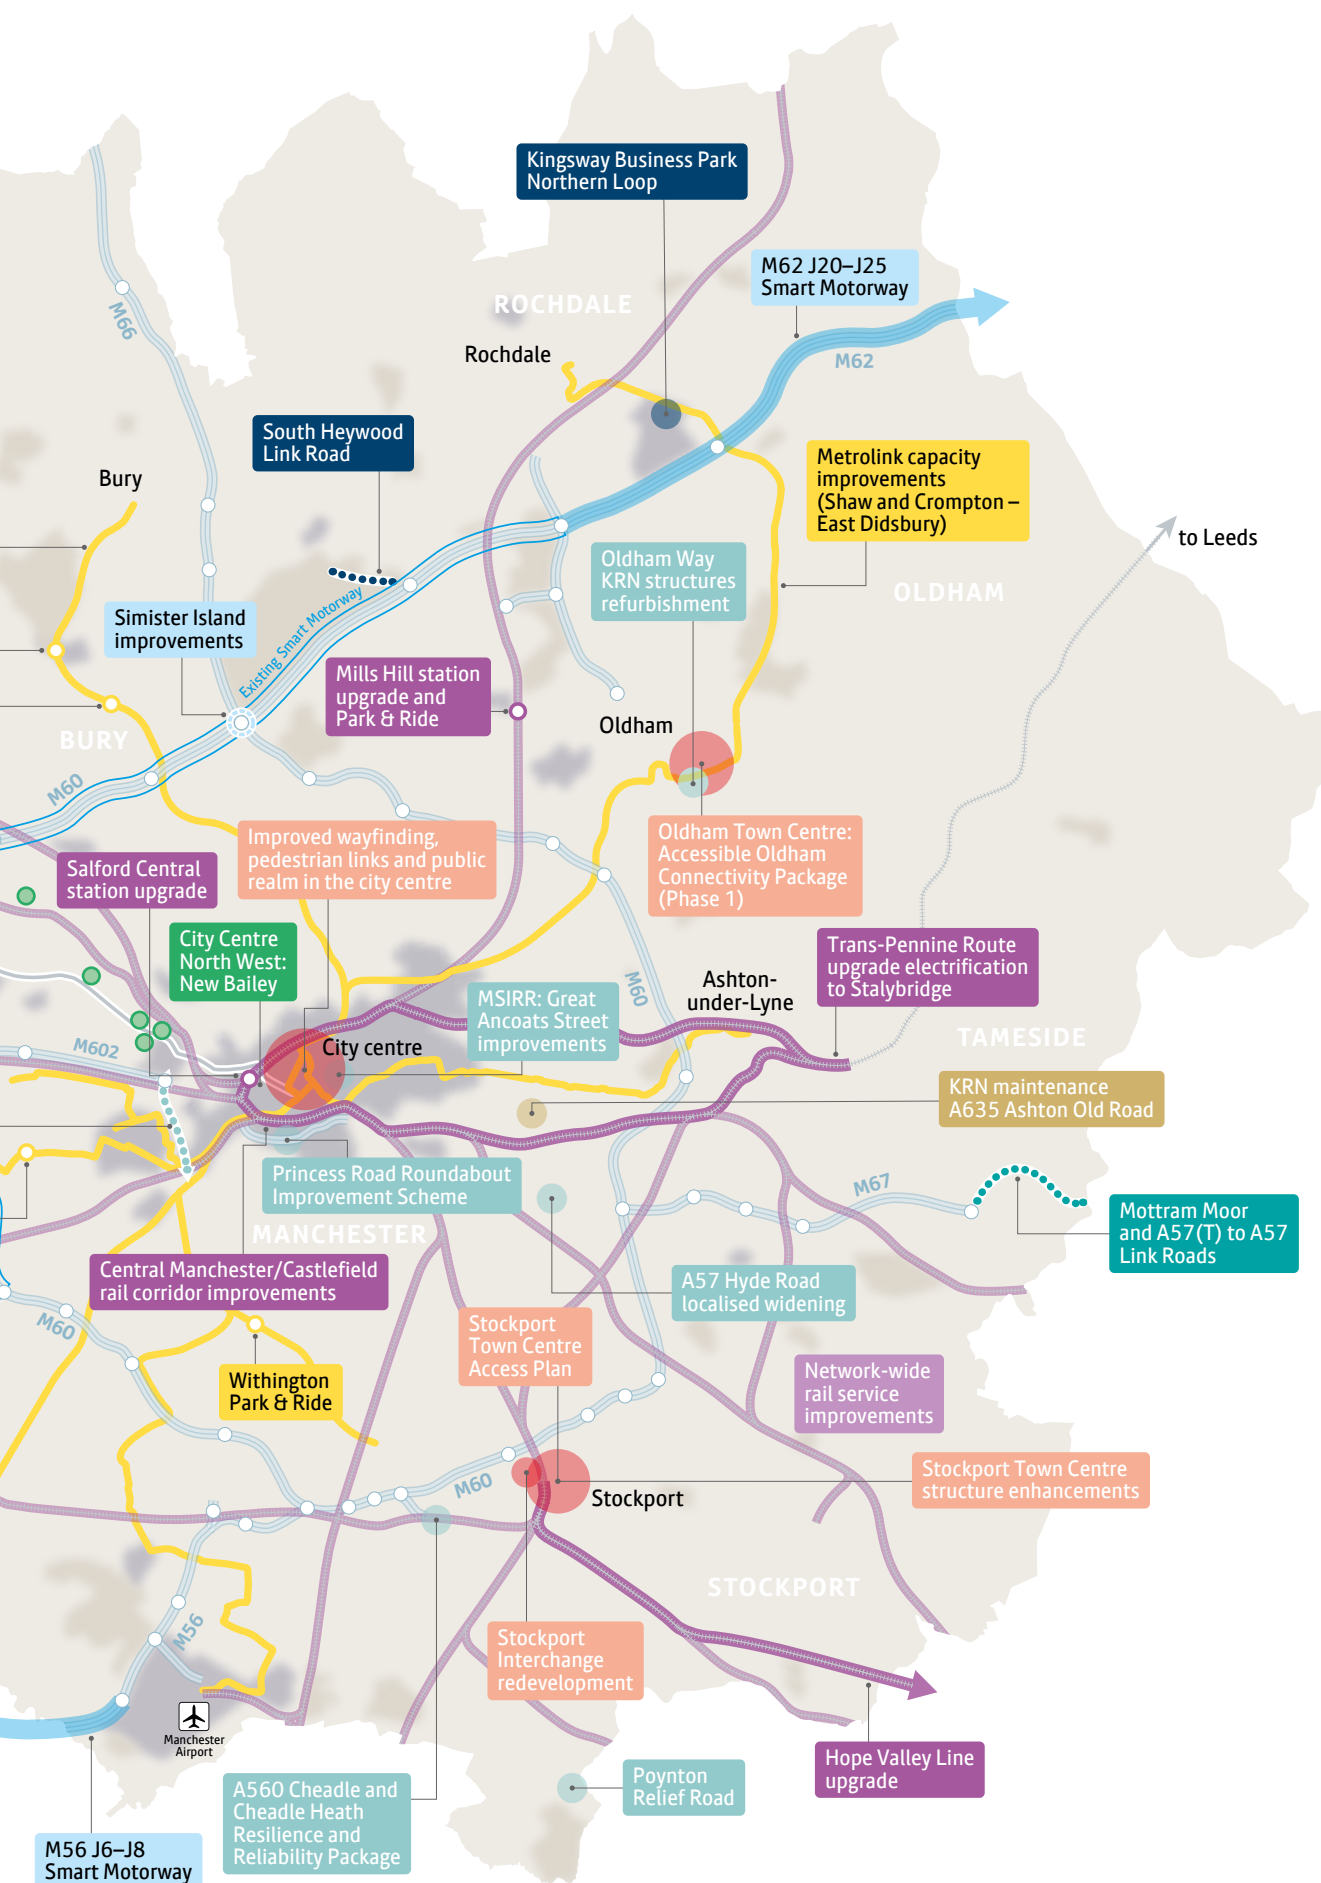 Kingsway Business Park
Northern Loop
M62 J20–J25
Smart Motorway
ROCHDALE
M66
Rochdale
M62
South Heywood
Link Road
Bury
Metrolink capacity
improvements
(Shaw and Crompton –
East Didsbury)
to Leeds
Oldham Way
KRN structures
refurbishment
OLDHAM
Simister Island
improvements
Existing Smart Motorway
Mills Hill station
upgrade and
Park & Ride
Oldham
BURY
M60
Improved wayfinding,
pedestrian links and public
realm in the city centre
Oldham Town Centre:
Accessible Oldham
Connectivity Package
(Phase 1)
Salford Central
station upgrade
City Centre
North West:
New Bailey
Trans-Pennine Route
upgrade electrification
to Stalybridge
M60
Ashton-
under-Lyne
MSIRR: Great
Ancoats Street
improvements
M602
City centre
TAMESIDE
KRN maintenance
A635 Ashton Old Road
Princess Road Roundabout
Improvement Scheme
M67
Mottram Moor
and A57(T) to A57
Link Roads
MANCHESTER
Central Manchester/Castlefield
rail corridor improvements
A57 Hyde Road
localised widening
M60
Stockport
Town Centre
Access Plan
Withington
Park & Ride
Network-wide
rail service
improvements
Stockport Town Centre
structure enhancements
M60
Stockport
STOCKPORT
M56
Stockport
Interchange
redevelopment
Manchester
Airport
Hope Valley Line
upgrade
Poynton
Relief Road
A560 Cheadle and
Cheadle Heath
Resilience and
Reliability Package
M56 J6–J8
Smart Motorway